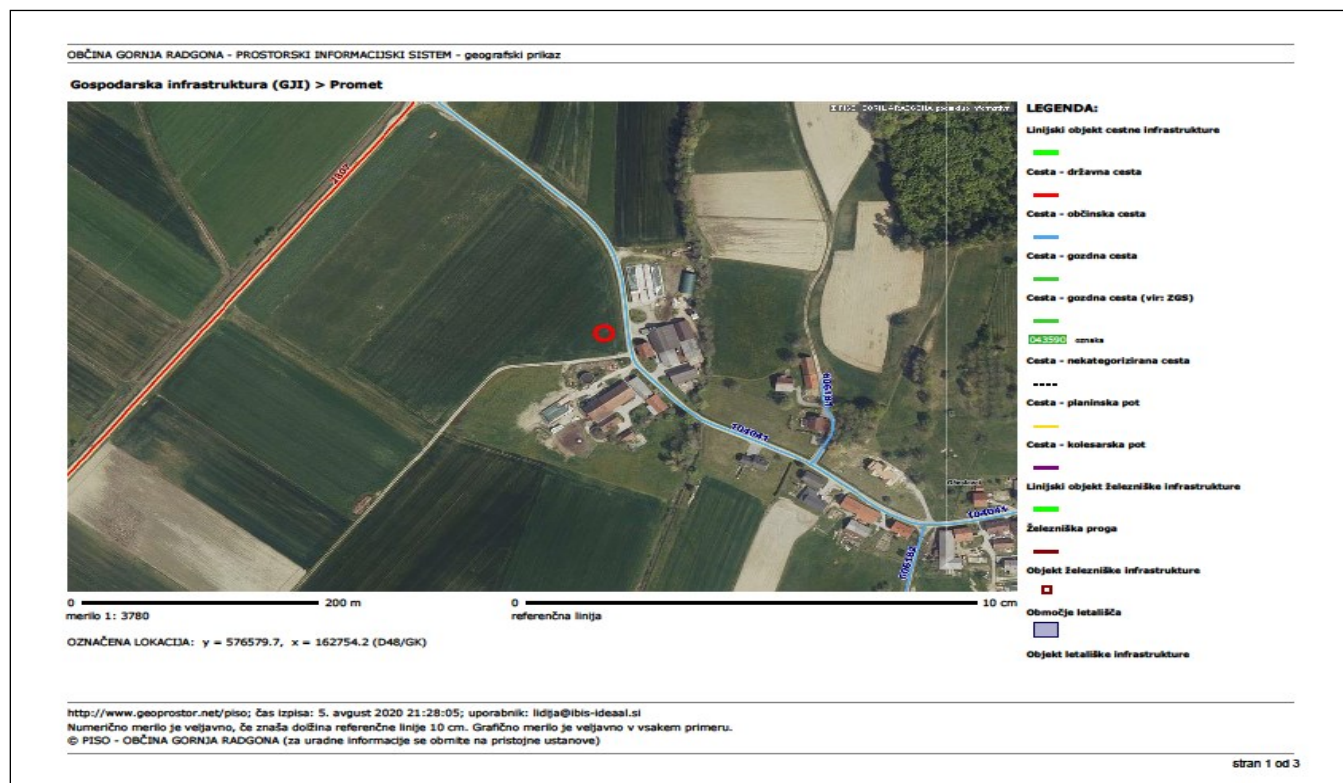 OBČINA GORNJA RADGONA - PROSTORSKI INFORMACIJSKI SISTEM - geografski prikaz
Gospodarska infrastruktura (GJI) > Promet
2807
104041
606181
104041
606182
LEGENDA:
Linijski objekt cestne infrastrukture
Cesta - državna cesta
Cesta - občinska cesta
Cesta - gozdna cesta
Cesta - gozdna cesta (vir: ZGS)
043590 oznaka
Cesta - nekategorizirana cesta
Cesta - planinska pot
Cesta - kolesarska pot
Linijski objekt železniške infrastrukture
Železniška proga
Objekt železniške infrastrukture
Območje letališča
Objekt letališke infrastrukture
0 200 m
merilo 1: 3780
0 10 cm
referenčna linija
OZNAČENA LOKACIJA: y = 576579.7, x = 162754.2 (D48/GK)
http://www.geoprostor.net/piso; čas izpisa: 5. avgust 2020 21:28:05; uporabnik: lidija@ibis-ideaal.si
Numerično merilo je veljavno, če znaša dolžina referenčne linije 10 cm. Grafično merilo je veljavno v vsakem primeru.
© PISO - OBČINA GORNJA RADGONA (za uradne informacije se obrnite na pristojne ustanove)
stran 1 od 3